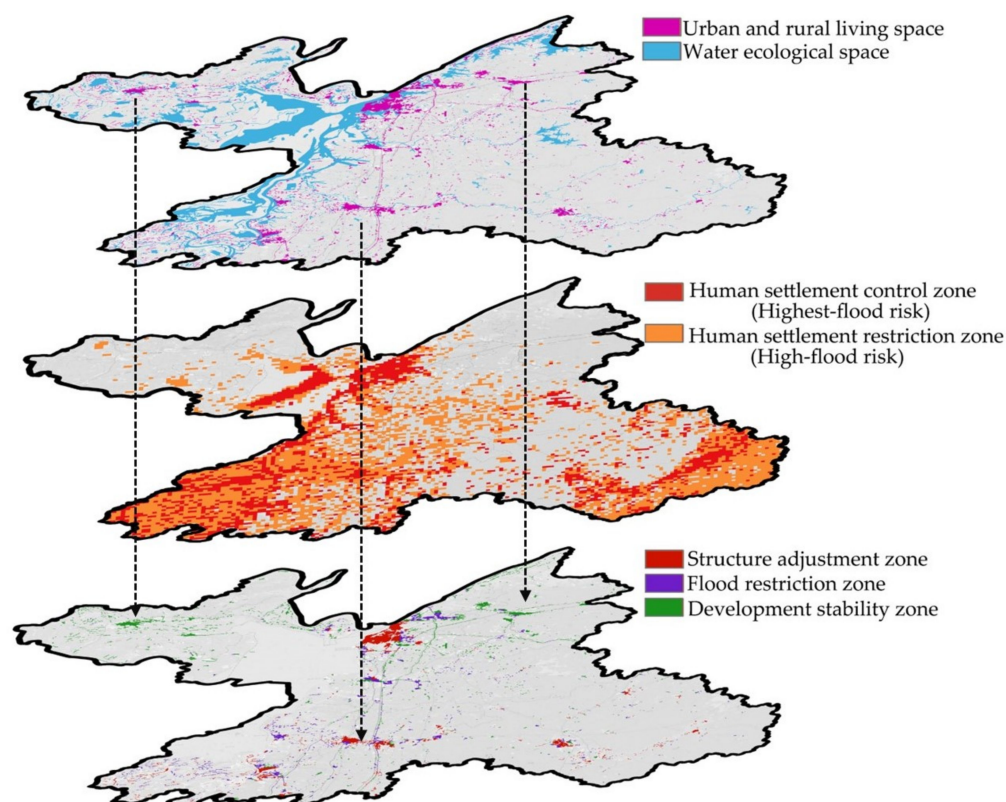 Urban and rural living space
Water ecological space
Human settlement control zone
(Highest-flood risk)
Human settlement restriction zone
(High-flood risk)
Structure adjustment zone
Flood restriction zone
Development stability zone